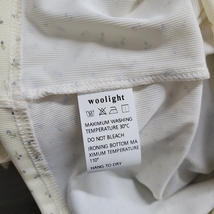 woolight
MAXIMUM WASHING
TEMPERATURE 30°C
DO NOT BLEACH
IRONING BOTTOM MA
XIMUM TEMPERATURE
110°
HANG TO DRY